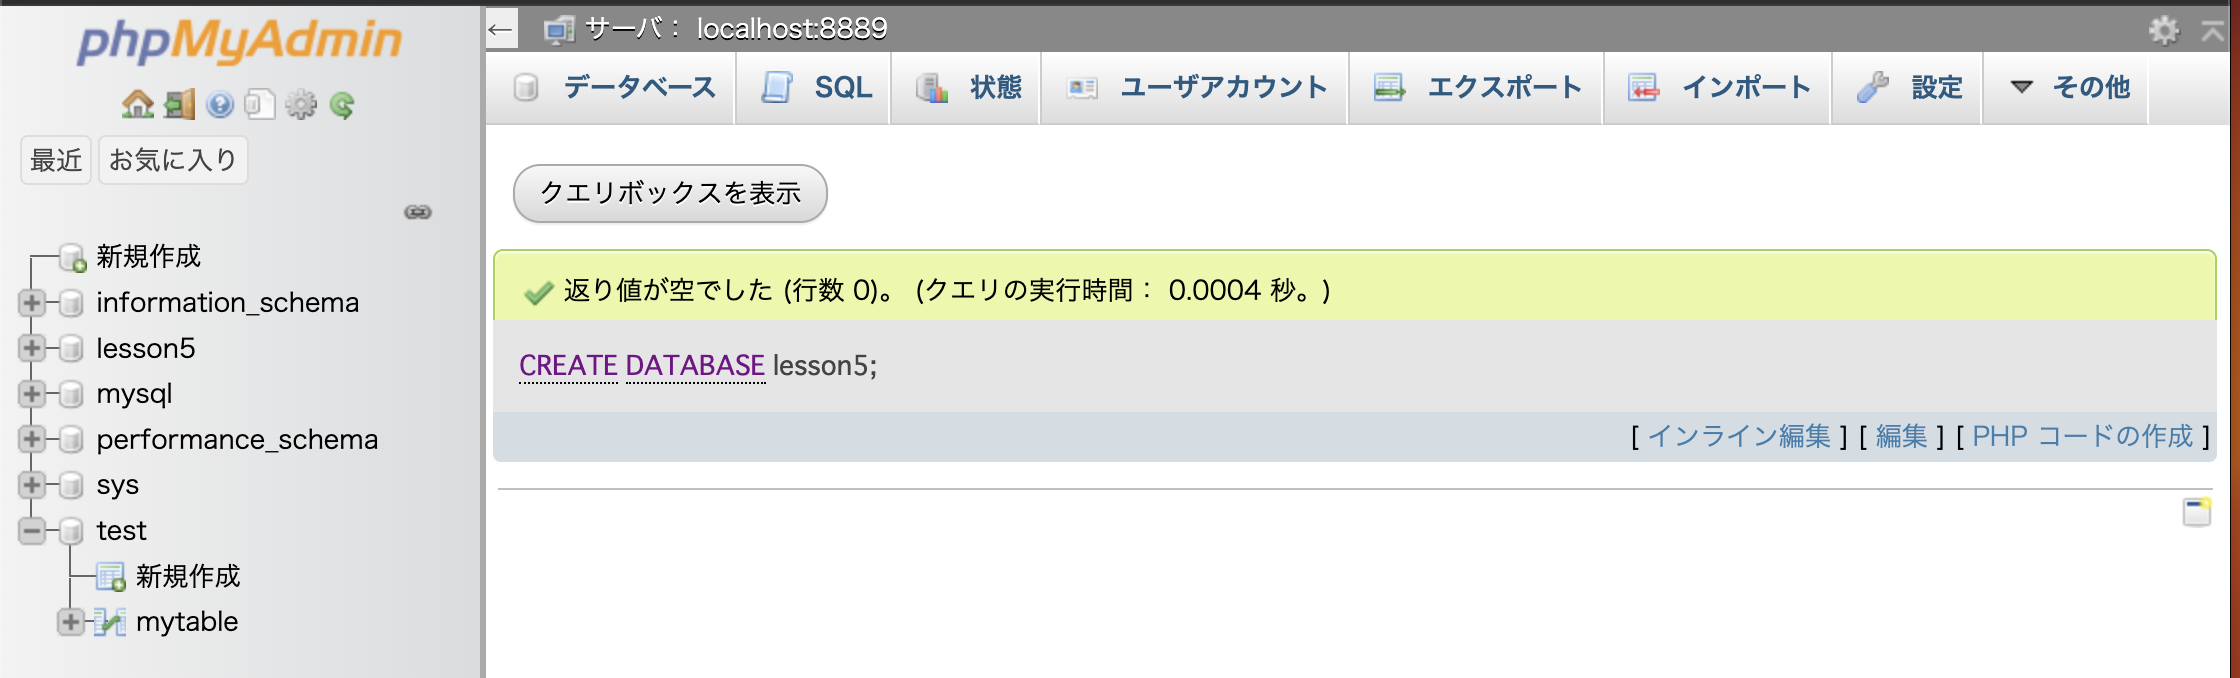 phpMyAdmin
最近 お気に入り
新規作成
information_schema
lesson5
mysql
performance_schema
sys
test
新規作成
mytable
サーバ： localhost:8889
データベース SQL 状態 ユーザアカウント エクスポート インポート 設定 その他
クエリボックスを表示
返り値が空でした (行数 0)。 (クエリの実行時間： 0.0004 秒。)
CREATE DATABASE lesson5;
[ インライン編集 ] [ 編集 ] [ PHP コードの作成 ]